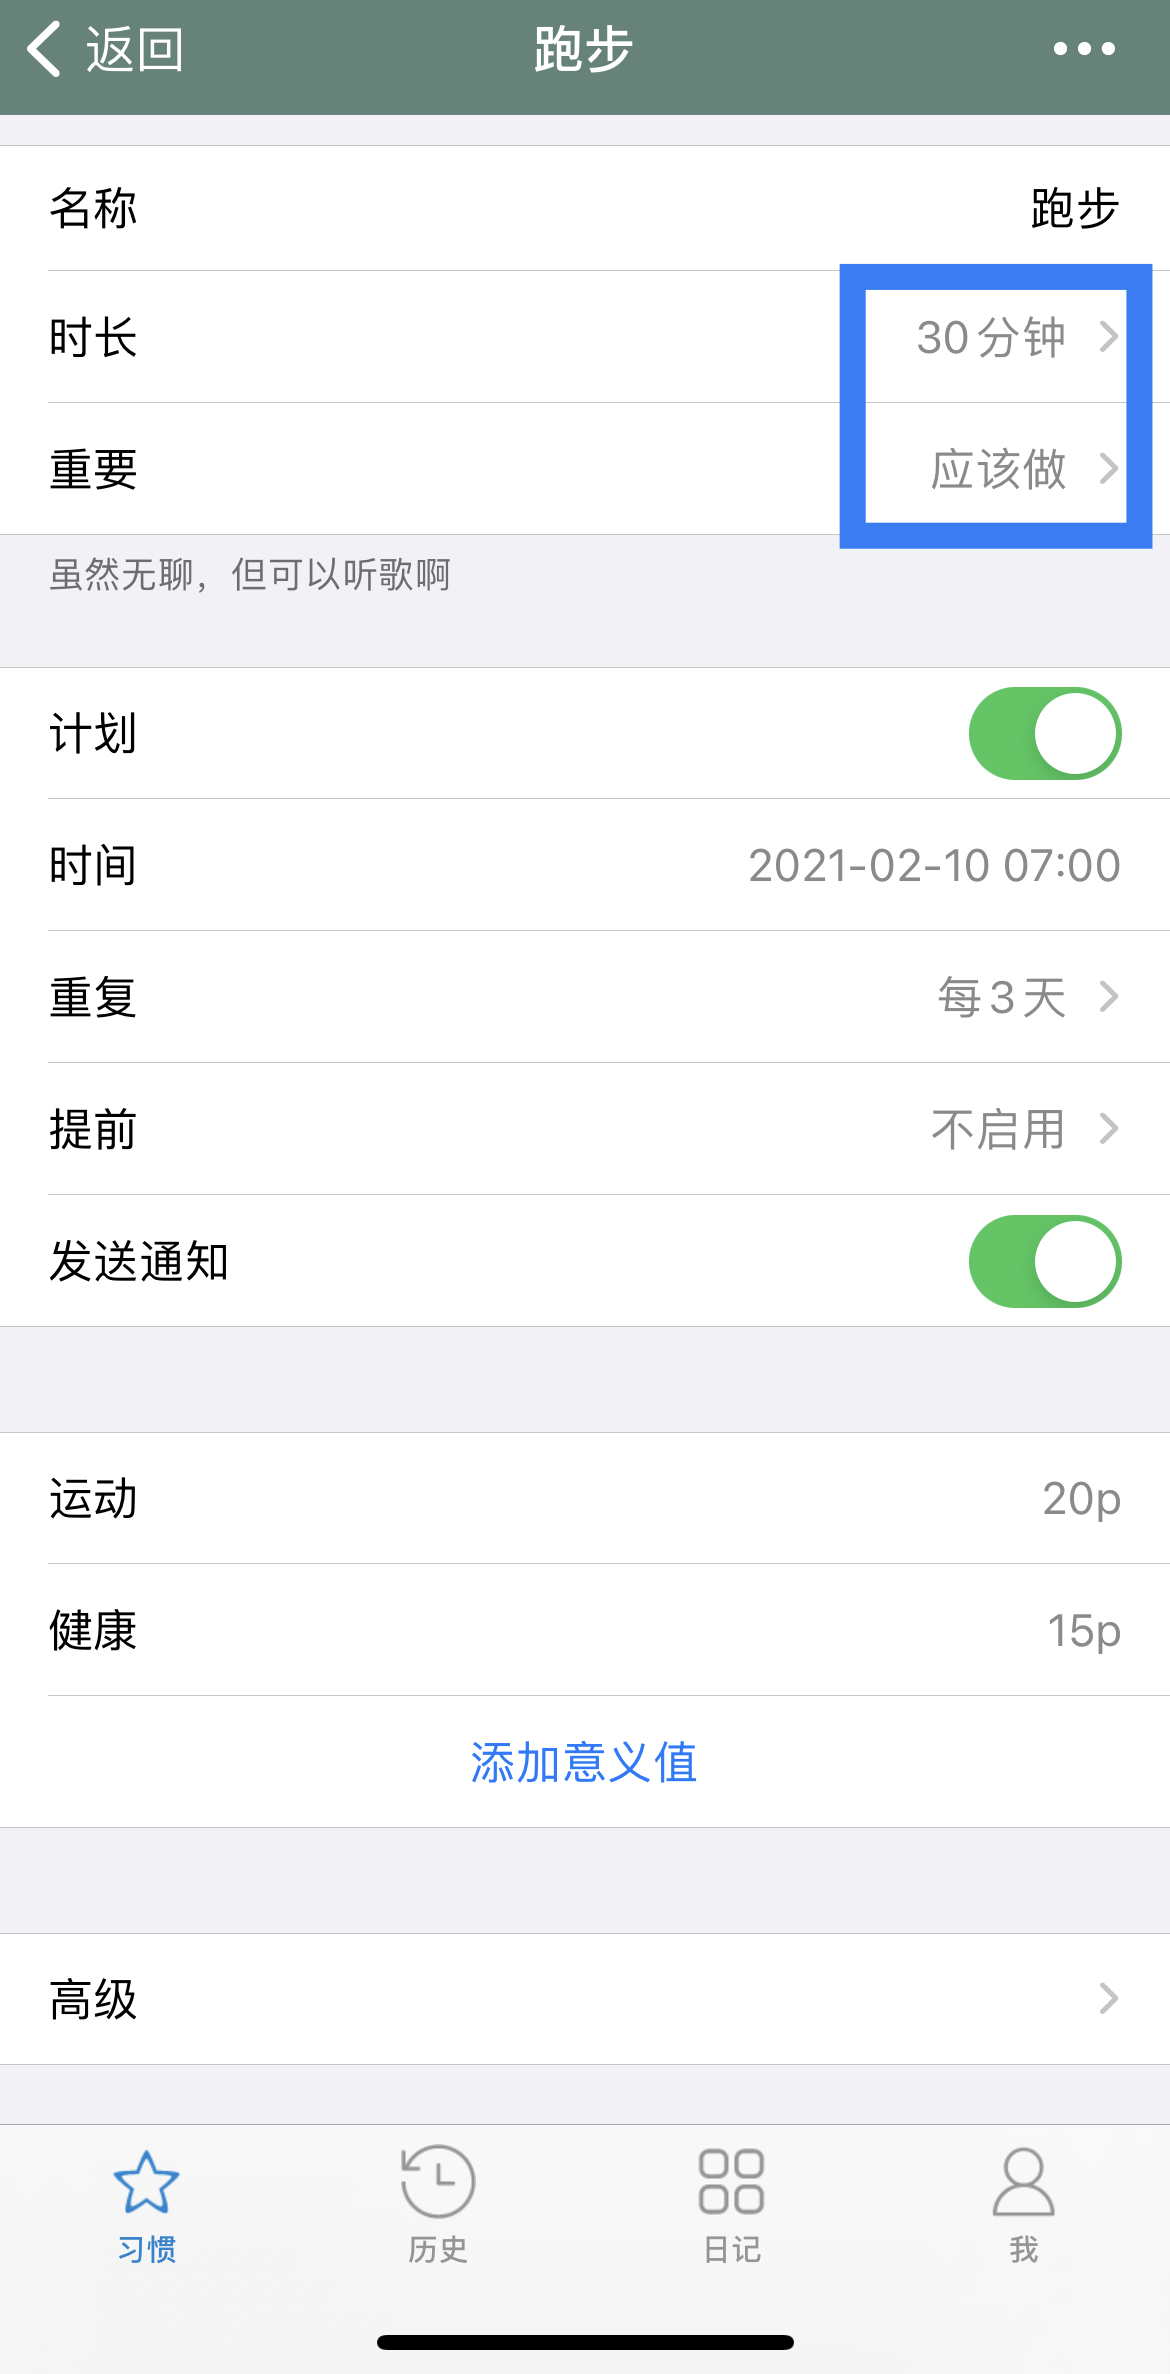 返回 跑步
名称 跑步
时长 30分钟
重要 应该做
虽然无聊，但可以听歌啊
计划
时间 2021-02-10 07:00
重复 每3天
提前 不启用
发送通知
运动 20p
健康 15p
添加意义值
高级
习惯 历史 日记 我